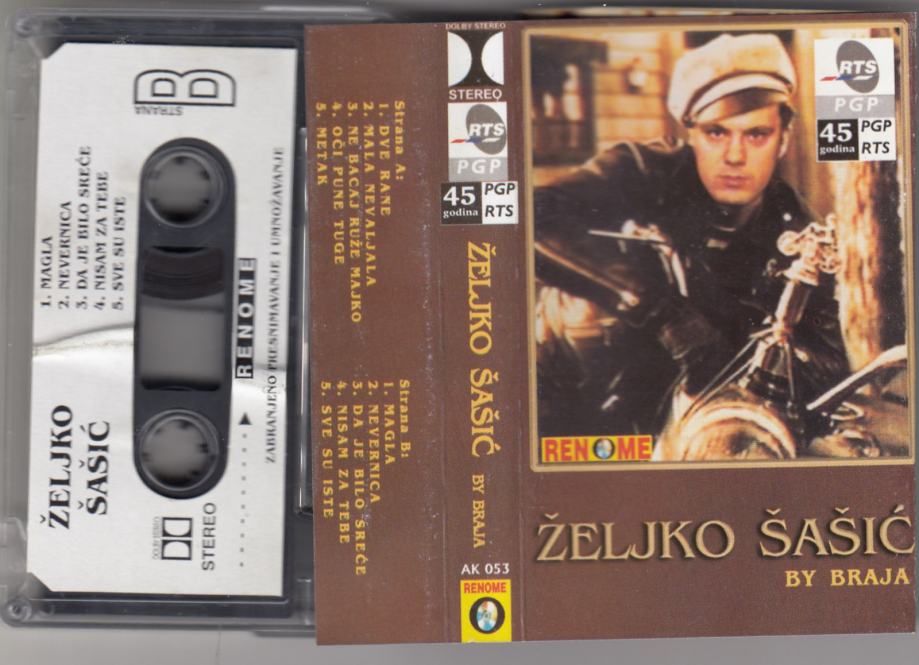 STRANA
B
1. MAGLA
2. NEVERNICA
3. DA JE BILO SREĆE
4. NISAM ZA TEBE
5. SVE SU ISTE
ŽELJKO
ŠAŠIĆ
RENOME
ZABRANJENO PRESNIMAVANJE I UMNOŽAVANJE
STEREO
Strana A:
1. DVE RANE
2. MALA NEVALJALA
3. NE BACAJ RUŽE MAJKO
4. OČI PUNE TUGE
5. METAK
Strana B:
1. MAGLA
2. NEVERNICA
3. DA JE BILO SREĆE
4. NISAM ZA TEBE
5. SVE SU ISTE
DOLBY STEREO
STEREO
RTS
PGP
45
godina
PGP
RTS
ŽELJKO ŠAŠIĆ BY BRAJA
AK 053
RENOME
RTS
PGP
45
godina
PGP
RTS
RENOME
ŽELJKO ŠAŠIĆ
BY BRAJA